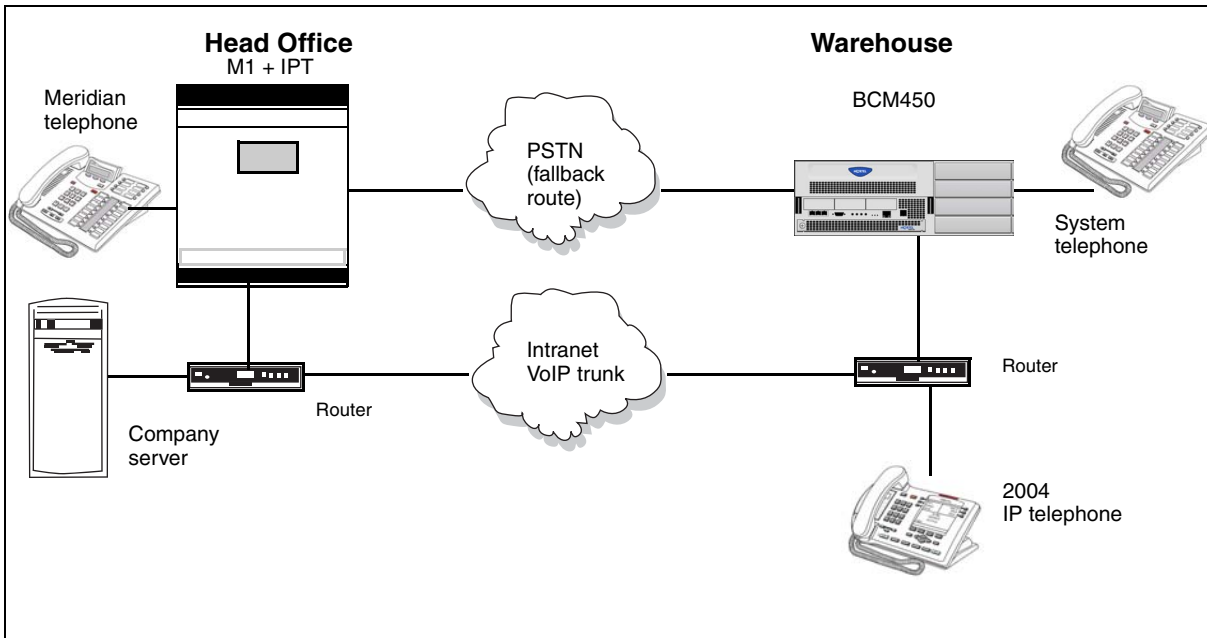 Head Office
M1 + IPT
Warehouse
Meridian
telephone
BCM450
PSTN
(fallback
route)
NORTEL
System
telephone
Intranet
VoIP trunk
Router
Router
Company
server
2004
IP telephone